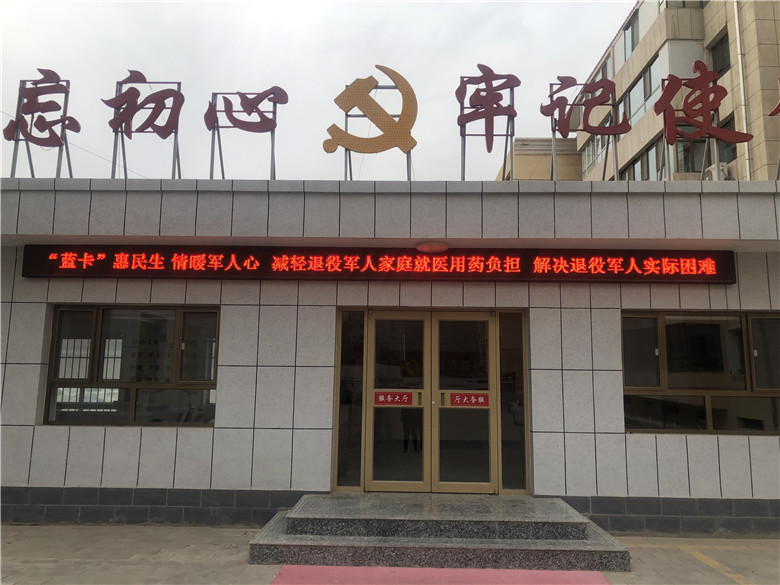 忘初心 牢记使
“蓝卡”惠民生 情暖军人心 减轻退役军人家庭就医用药负担 解决退役军人实际困难
服务大厅
厅大务服